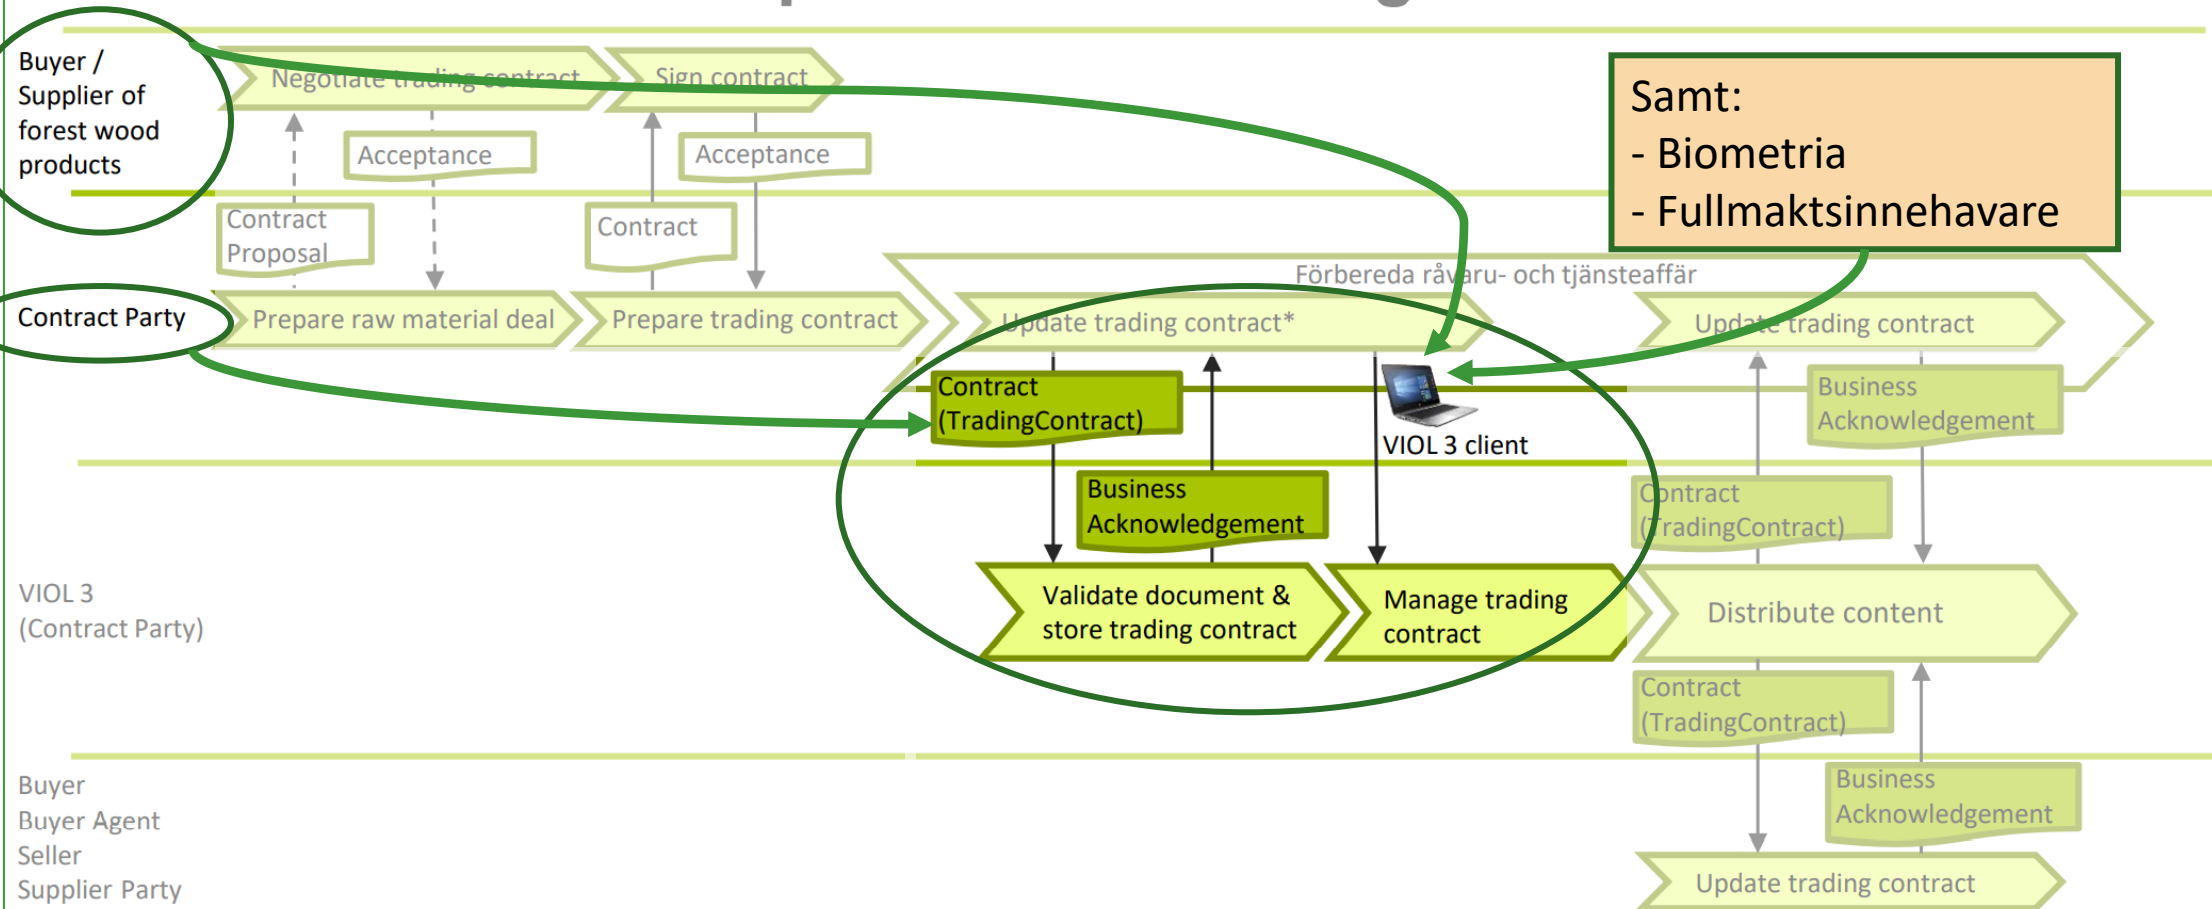 Buyer /
Supplier of
forest wood
products
Negotiate trading contract
Sign contract
Acceptance
Acceptance
Contract
Proposal
Contract
Samt:
- Biometria
- Fullmaktsinnehavare
Förbereda råvaru- och tjänsteaffär
Contract Party
Prepare raw material deal
Prepare trading contract
Update trading contract*
Update trading contract
Contract
(TradingContract)
VIOL 3 client
Business
Acknowledgement
Business
Acknowledgement
Contract
(TradingContract)
VIOL 3
(Contract Party)
Validate document &
store trading contract
Manage trading
contract
Distribute content
Contract
(TradingContract)
Buyer
Buyer Agent
Seller
Supplier Party
Business
Acknowledgement
Update trading contract